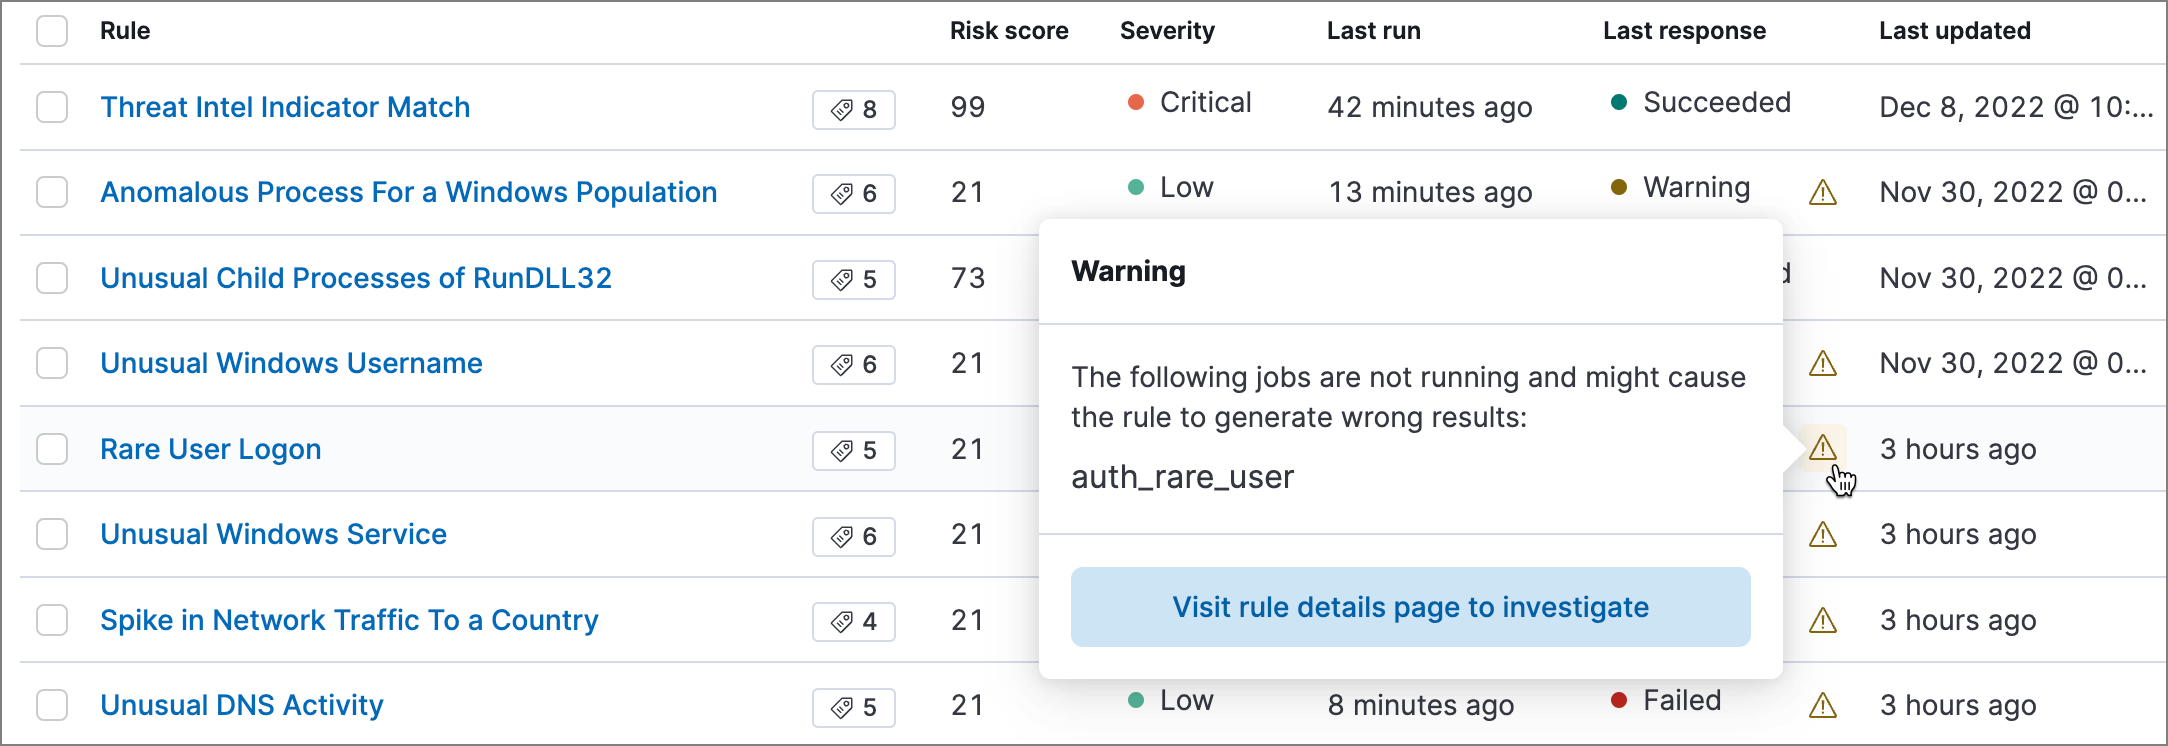 Rule Risk score Severity Last run Last response Last updated
Threat Intel Indicator Match 8 99 Critical 42 minutes ago Succeeded Dec 8, 2022 @ 10:...
Anomalous Process For a Windows Population 6 21 Low 13 minutes ago Warning Nov 30, 2022 @ 0...
Unusual Child Processes of RunDLL32 5 73 Nov 30, 2022 @ 0...
Unusual Windows Username 6 21 Nov 30, 2022 @ 0...
Rare User Logon 5 21 3 hours ago
Unusual Windows Service 6 21 3 hours ago
Spike in Network Traffic To a Country 4 21 3 hours ago
Unusual DNS Activity 5 21 Low 8 minutes ago Failed 3 hours ago
Warning
The following jobs are not running and might cause
the rule to generate wrong results:
auth_rare_user
Visit rule details page to investigate